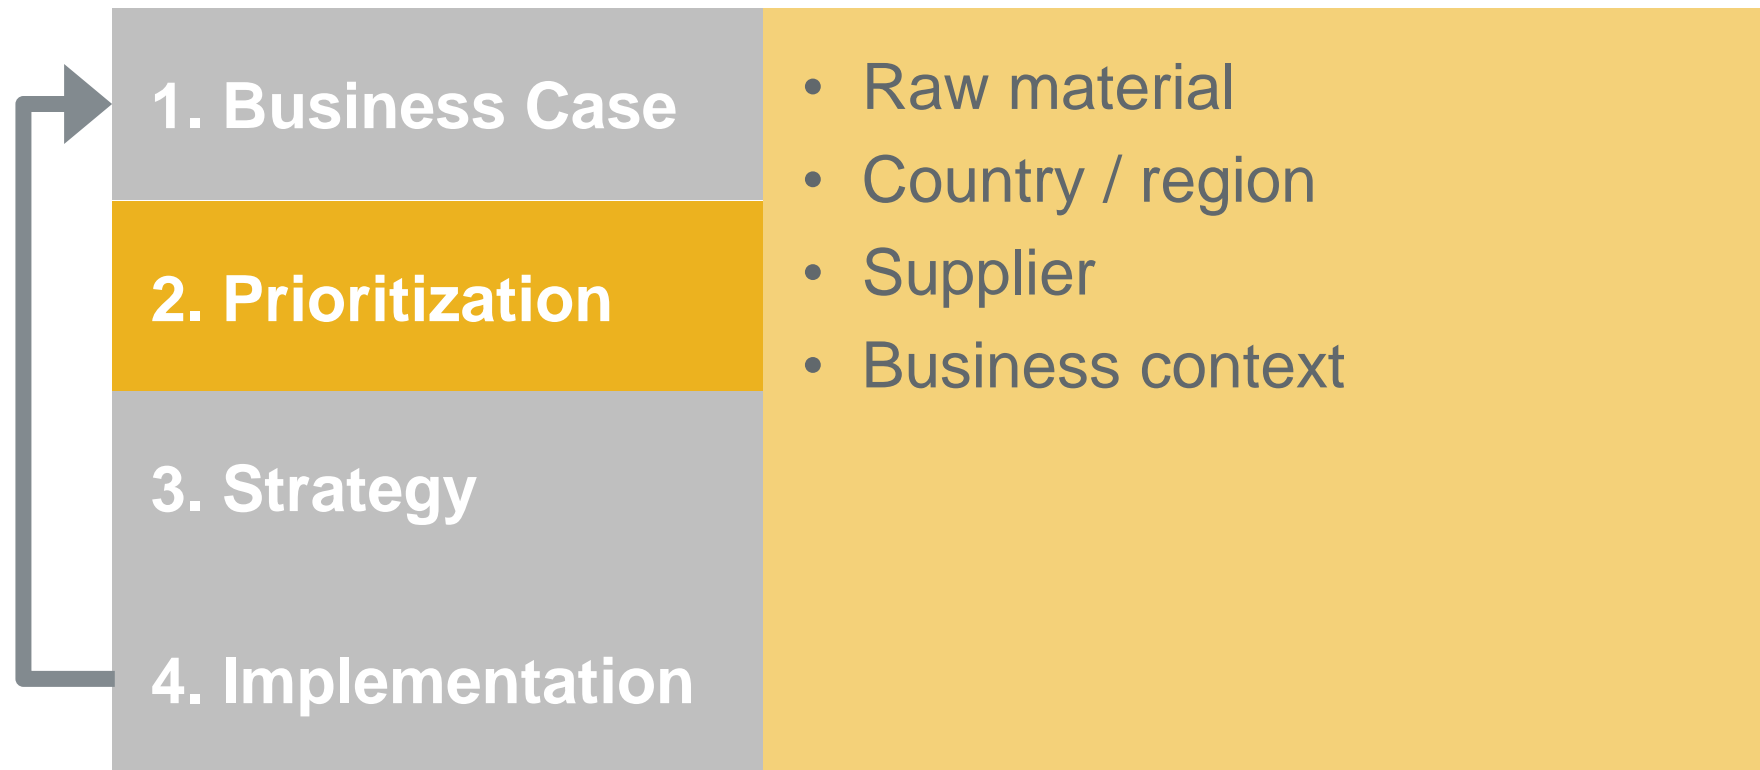 1. Business Case
2. Prioritization
3. Strategy
4. Implementation
• Raw material
• Country / region
• Supplier
• Business context